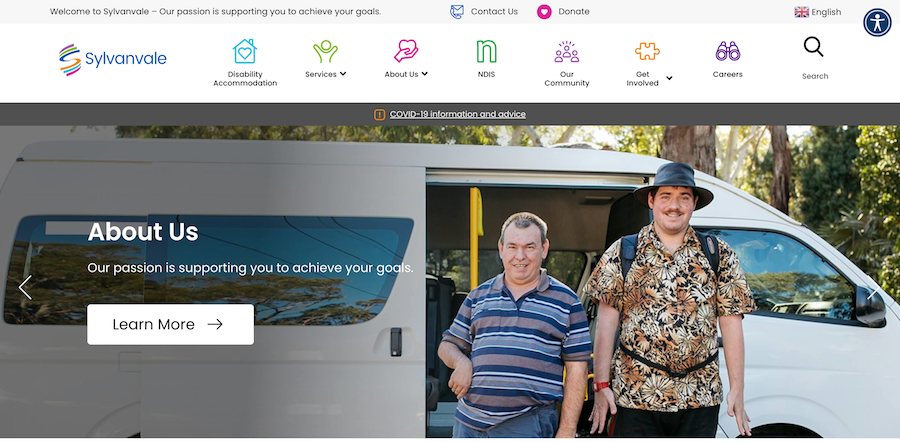 Welcome to Sylvanvale – Our passion is supporting you to achieve your goals.
Contact Us
Donate
English
Sylvanvale
Disability
Accommodation
Services
About Us
NDIS
Our
Community
Get
Involved
Careers
Search
COVID-19 information and advice
About Us
Our passion is supporting you to achieve your goals.
Learn More